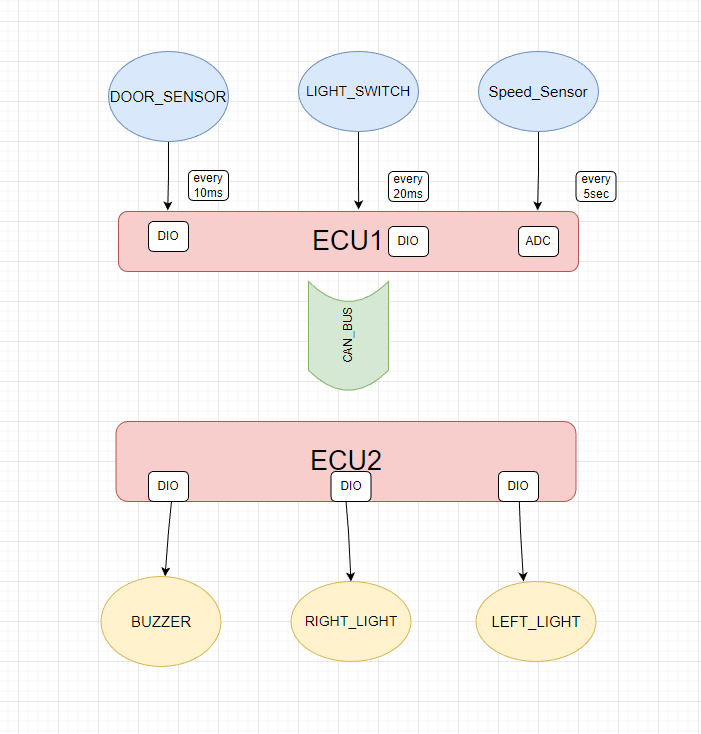 DOOR_SENSOR
LIGHT_SWITCH
Speed_Sensor
every
10ms
every
20ms
every
5sec
DIO
ECU1
DIO
ADC
CAN_BUS
ECU2
DIO
DIO
DIO
BUZZER
RIGHT_LIGHT
LEFT_LIGHT